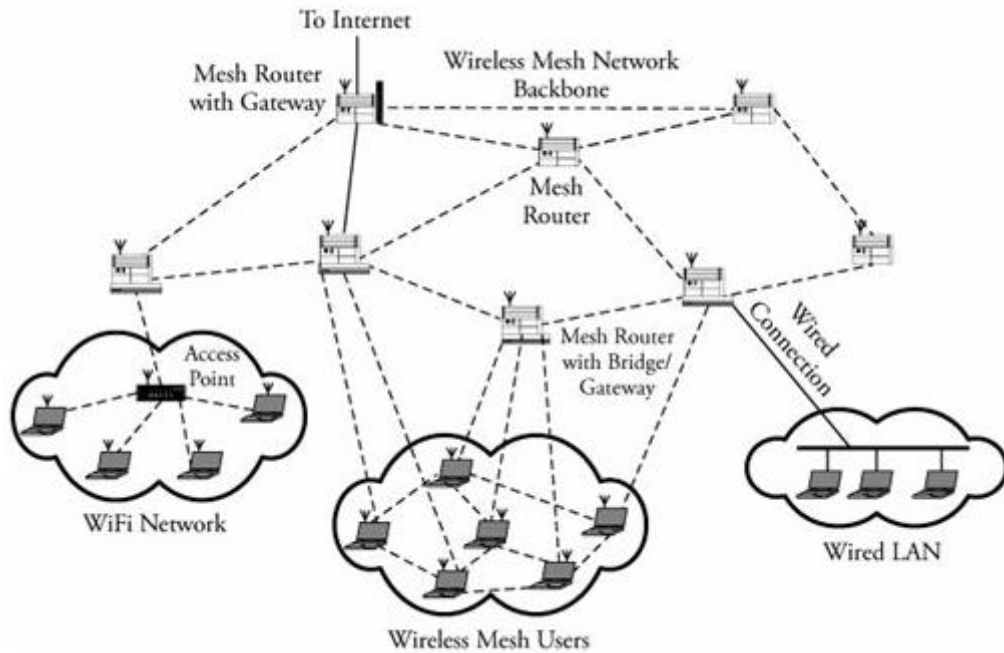 To Internet
Mesh Router
with Gateway
Wireless Mesh Network
Backbone
Mesh
Router
Mesh Router
with Bridge/
Gateway
Wired
Connection
Access
Point
WiFi Network
Wireless Mesh Users
Wired LAN